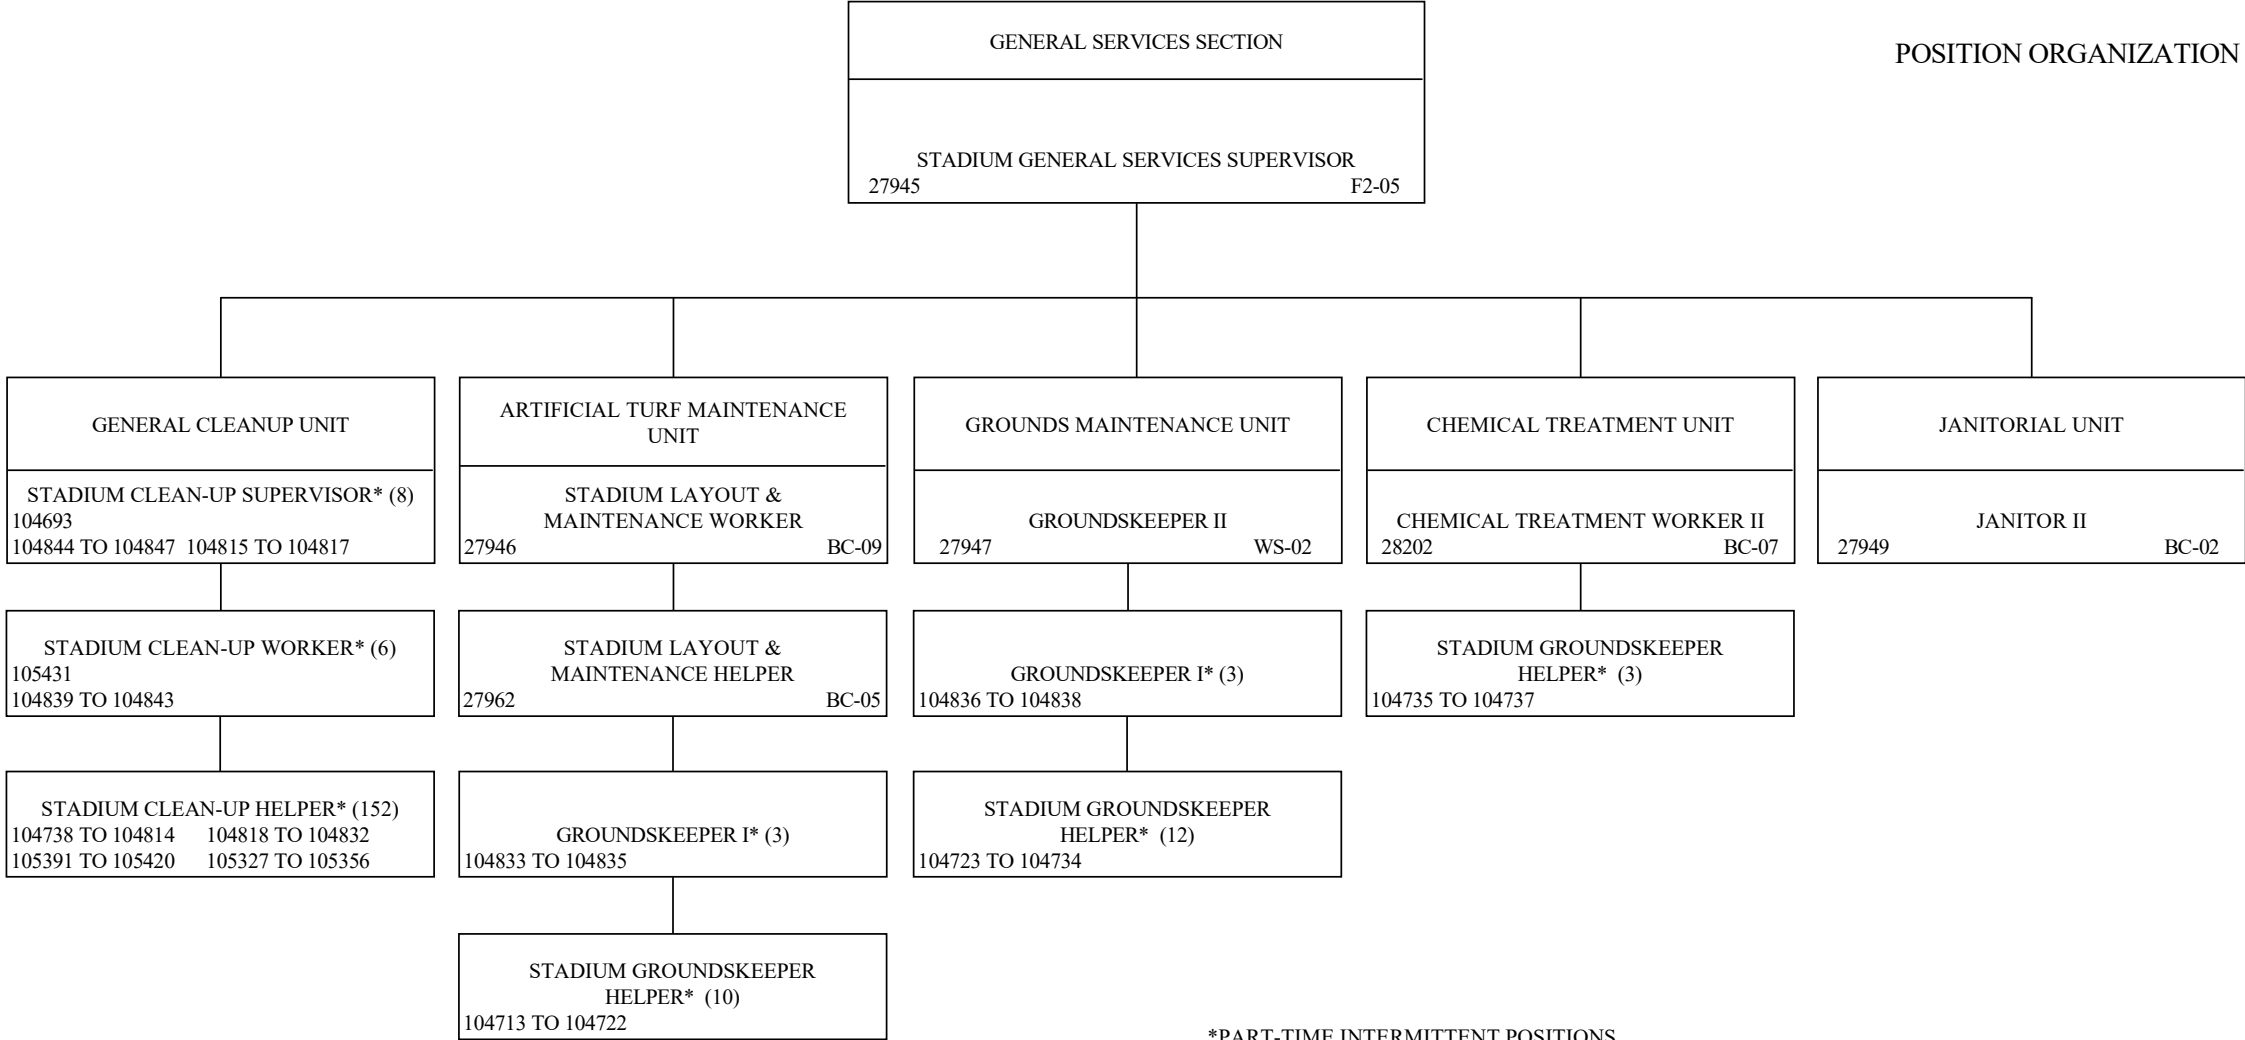 GENERAL SERVICES SECTION
POSITION ORGANIZATION
STADIUM GENERAL SERVICES SUPERVISOR
27945 F2-05
GENERAL CLEANUP UNIT
STADIUM CLEAN-UP SUPERVISOR* (8)
104693
104844 TO 104847 104815 TO 104817
STADIUM CLEAN-UP WORKER* (6)
105431
104839 TO 104843
STADIUM CLEAN-UP HELPER* (152)
104738 TO 104814 104818 TO 104832
105391 TO 105420 105327 TO 105356
ARTIFICIAL TURF MAINTENANCE
UNIT
STADIUM LAYOUT &
MAINTENANCE WORKER
27946 BC-09
STADIUM LAYOUT &
MAINTENANCE HELPER
27962 BC-05
GROUNDSKEEPER I* (3)
104833 TO 104835
STADIUM GROUNDSKEEPER
HELPER* (10)
104713 TO 104722
GROUNDS MAINTENANCE UNIT
GROUNDSKEEPER II
27947 WS-02
GROUNDSKEEPER I* (3)
104836 TO 104838
STADIUM GROUNDSKEEPER
HELPER* (12)
104723 TO 104734
CHEMICAL TREATMENT UNIT
CHEMICAL TREATMENT WORKER II
28202 BC-07
STADIUM GROUNDSKEEPER
HELPER* (3)
104735 TO 104737
JANITORIAL UNIT
JANITOR II
27949 BC-02
*PART-TIME INTERMITTENT POSITIONS